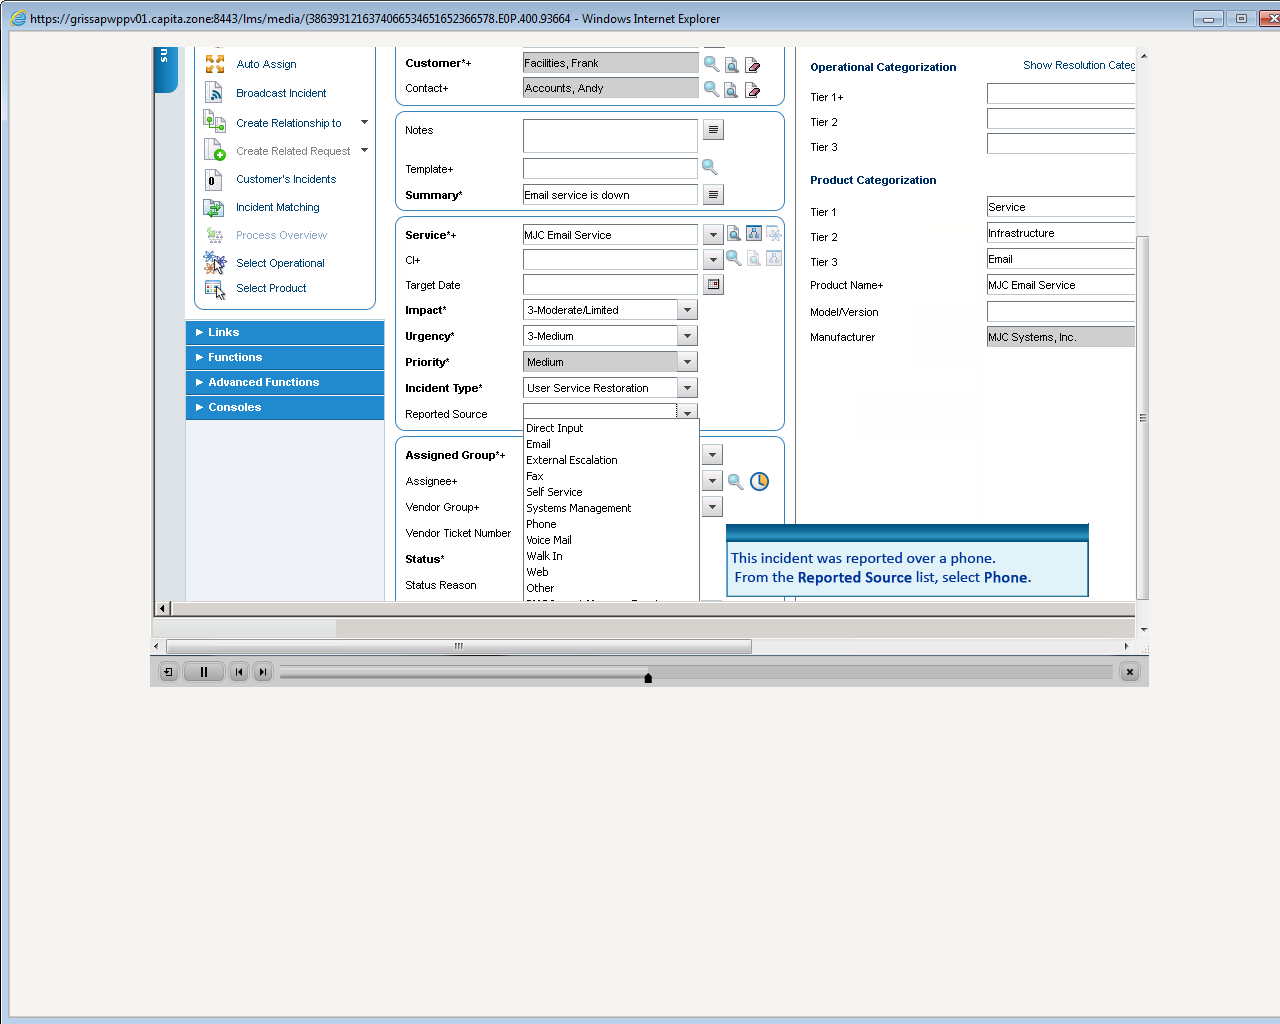 https://grissapwppv01.capita.zone:8443/lms/media/(3863931216374066534651652366578.E0P.400.93664 - Windows Internet Explorer
ns
Auto Assign
Broadcast Incident
Create Relationship to
Create Related Request
Customer's Incidents
Incident Matching
Process Overview
Select Operational
Select Product
Links
Functions
Advanced Functions
Consoles
Customer*+ Facilities, Frank
Contact+ Accounts, Andy
Notes
Template+
Summary* Email service is down
Service*+ MJC Email Service
CI+
Target Date
Impact* 3-Moderate/Limited
Urgency* 3-Medium
Priority* Medium
Incident Type* User Service Restoration
Reported Source
Direct Input
Email
External Escalation
Fax
Self Service
Systems Management
Phone
Voice Mail
Walk In
Web
Other
Assigned Group*+
Assignee+
Vendor Group+
Vendor Ticket Number
Status*
Status Reason
Operational Categorization Show Resolution Categ
Tier 1+
Tier 2
Tier 3
Product Categorization
Tier 1 Service
Tier 2 Infrastructure
Tier 3 Email
Product Name+ MJC Email Service
Model/Version
Manufacturer MJC Systems, Inc.
This incident was reported over a phone.
From the Reported Source list, select Phone.